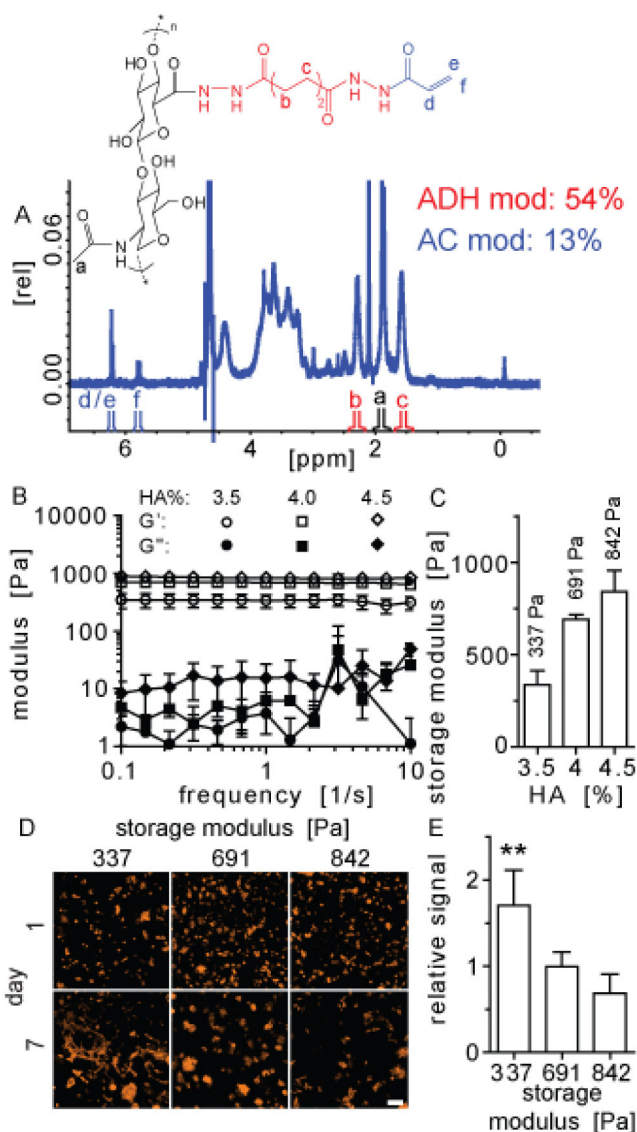 n
HO
O
O
OH
O
HO
OH
O
O
OH
O
N
H
O
a
N
H
H
N
O
b
c
2
O
H
N
N
H
O
d
e
f
A
ADH mod: 54%
AC mod: 13%
[rel]
0.06
0.00
d/e f b a c
6 4 2 0
[ppm]
B
HA%: 3.5 4.0 4.5
G':
G":
modulus [Pa]
10000
1000
100
10
1
0.1 1 10
frequency [1/s]
C
storage modulus [Pa]
1000
500
0
337 Pa
691 Pa
842 Pa
3.5 4 4.5
HA [%]
D
storage modulus [Pa]
337 691 842
day
1
7
E
relative signal
2
1
0
**
337 691 842
storage
modulus [Pa]